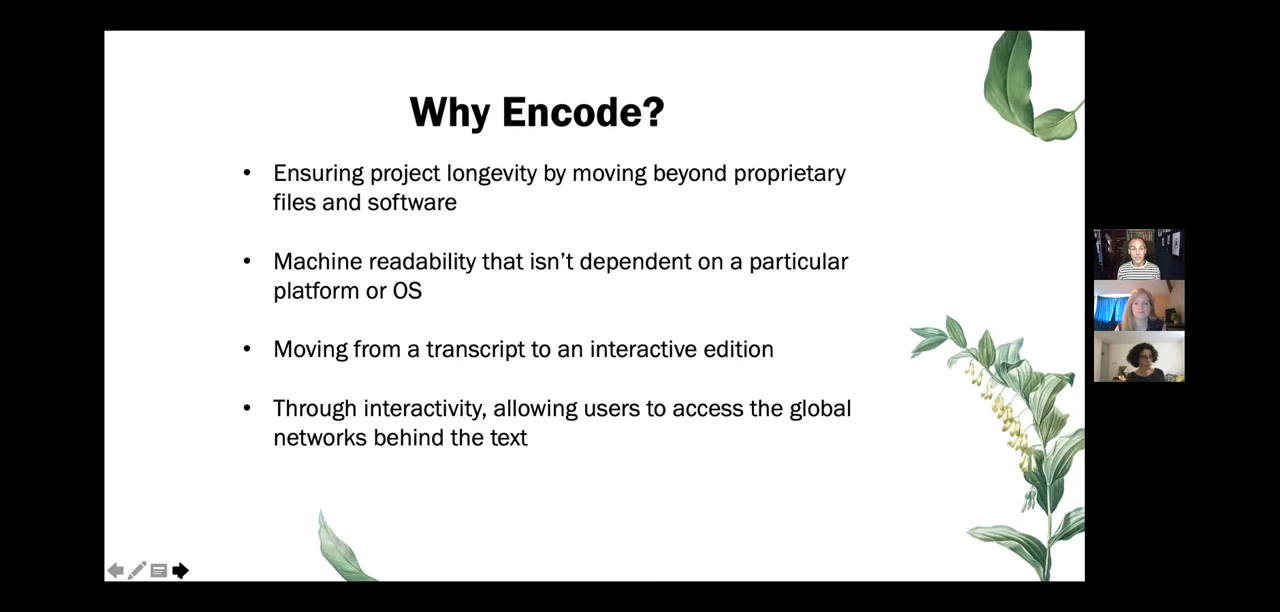 Why Encode?
• Ensuring project longevity by moving beyond proprietary
files and software
• Machine readability that isn’t dependent on a particular
platform or OS
• Moving from a transcript to an interactive edition
• Through interactivity, allowing users to access the global
networks behind the text